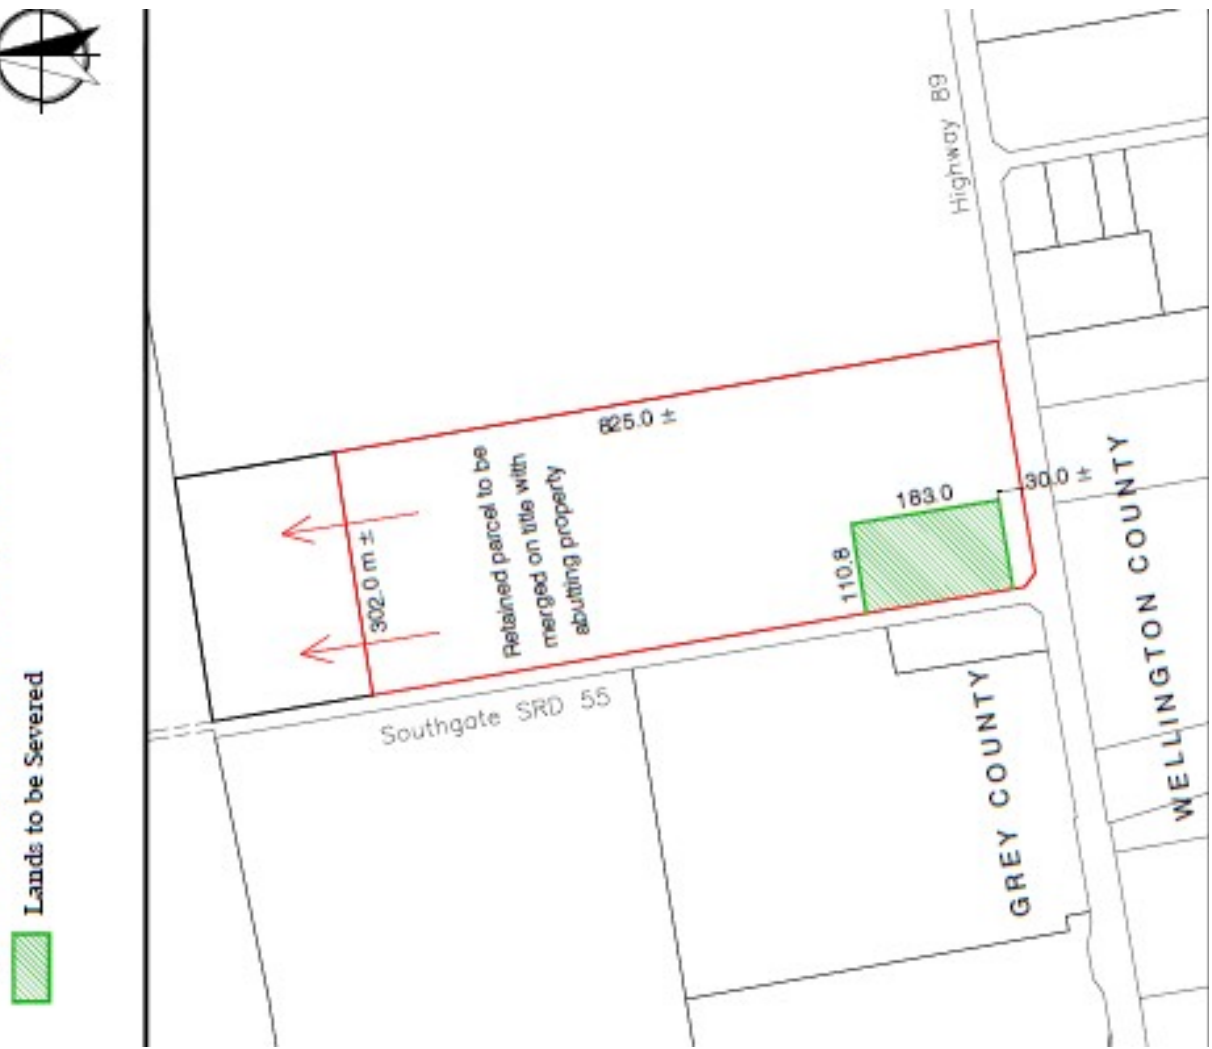 Highway 89
825.0 ±
Retained parcel to be
merged on title with
abutting property
302.0 m ±
183.0
30.0 ±
110.8
Southgate SRD 55
GREY COUNTY
WELLINGTON COUNTY
Lands to be Severed